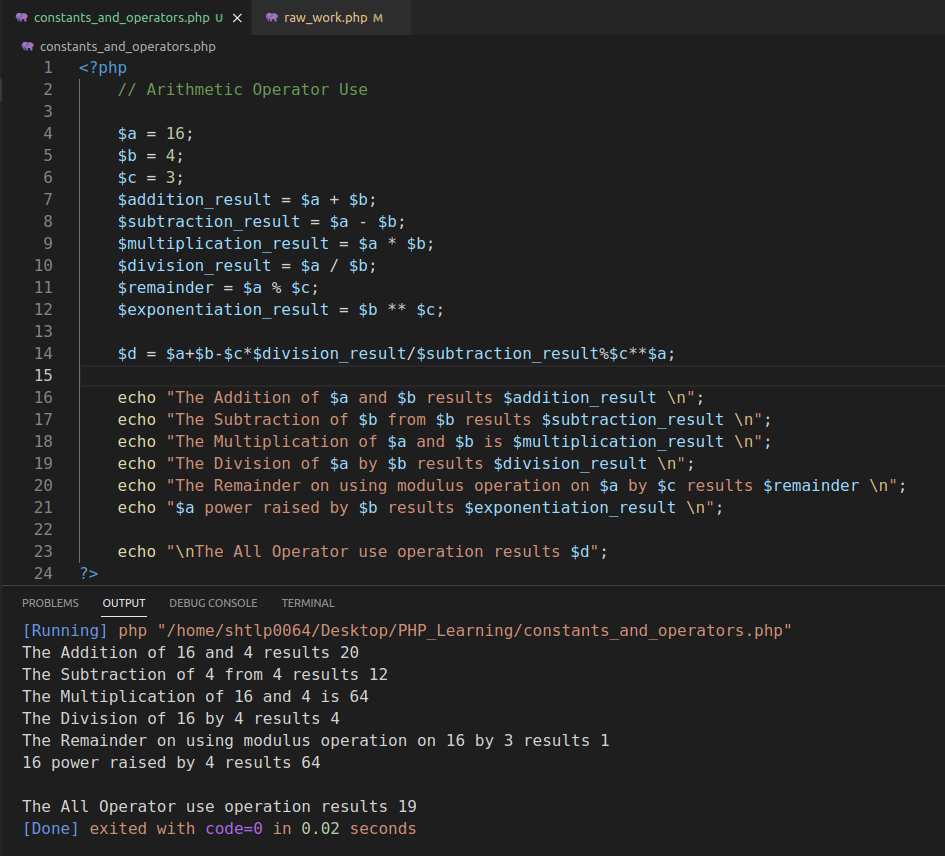 constants_and_operators.php U × raw_work.php M
constants_and_operators.php
1 <?php
2 // Arithmetic Operator Use
3
4 $a = 16;
5 $b = 4;
6 $c = 3;
7 $addition_result = $a + $b;
8 $subtraction_result = $a - $b;
9 $multiplication_result = $a * $b;
10 $division_result = $a / $b;
11 $remainder = $a % $c;
12 $exponentiation_result = $b ** $c;
13
14 $d = $a+$b-$c*$division_result/$subtraction_result%$c**$a;
15
16 echo "The Addition of $a and $b results $addition_result \n";
17 echo "The Subtraction of $b from $b results $subtraction_result \n";
18 echo "The Multiplication of $a and $b is $multiplication_result \n";
19 echo "The Division of $a by $b results $division_result \n";
20 echo "The Remainder on using modulus operation on $a by $c results $remainder \n";
21 echo "$a power raised by $b results $exponentiation_result \n";
22
23 echo "\nThe All Operator use operation results $d";
24 ?>
PROBLEMS OUTPUT DEBUG CONSOLE TERMINAL
[Running] php "/home/shtlp0064/Desktop/PHP_Learning/constants_and_operators.php"
The Addition of 16 and 4 results 20
The Subtraction of 4 from 4 results 12
The Multiplication of 16 and 4 is 64
The Division of 16 by 4 results 4
The Remainder on using modulus operation on 16 by 3 results 1
16 power raised by 4 results 64
The All Operator use operation results 19
[Done] exited with code=0 in 0.02 seconds